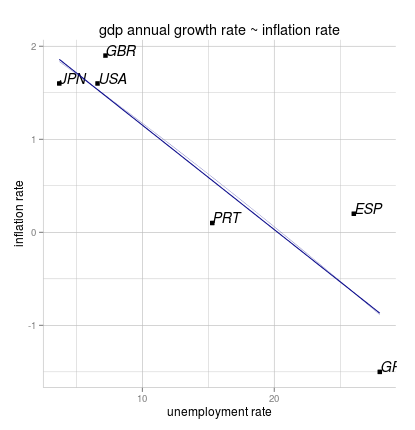 gdp annual growth rate ~ inflation rate
2
GBR
JPN
USA
1
PRT
ESP
0
-1
10
20
unemployment rate
inflation rate